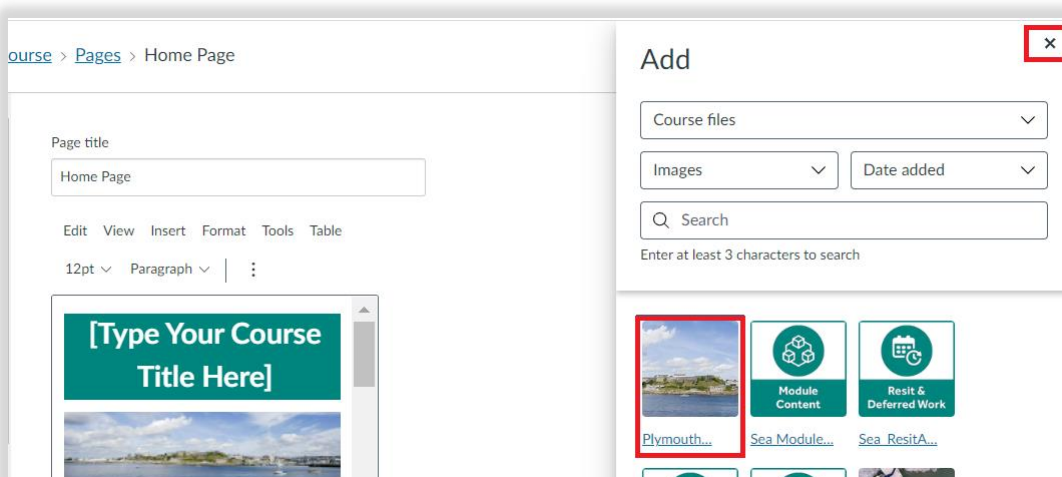 ourse > Pages > Home Page
Page title
Home Page
Edit View Insert Format Tools Table
12pt Paragraph
[Type Your Course
Title Here]
Add
Course files
Images
Date added
Search
Enter at least 3 characters to search
Module
Content
Resit &
Deferred Work
Plymouth...
Sea Module...
Sea ResitA...